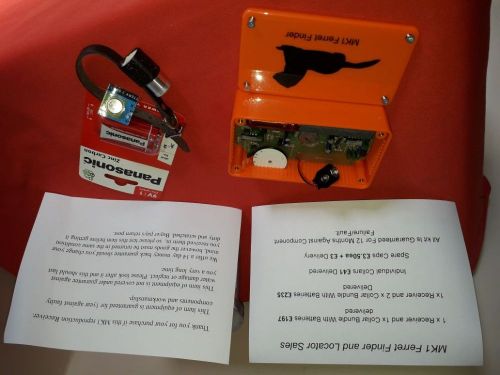 MK1 Ferret Finder
Panasonic
Panasonic
Zinc Carbon
9V
Thank you for your purchase if this MK1 reproduction Receiver.
This item of equipment is guaranteed for 1year against
component and workmanship
This item of equipment is not covered under guarantee against
water damage or neglect. Please look after it and this should last
you a very long time.
We offer a 14 day money back guarantee should you change your
mind, however the goods must be returned in the same condition
you received them in, so please test this item before getting it
dirty and scratched. Buyer pays return post
MK1 Ferret Finder and Locator Sales
1 x Receiver and 1x Collar Bundle With Batteries £197
delivered
1x Receiver and 2 x Collar Bundle With Batteries £235
Delivered
Individual Collars £41 Delivered
Spare Caps £3.50ea + £3 Delivery
All kit Is Guaranteed For 12 Months Against Component
Failure/Fault.